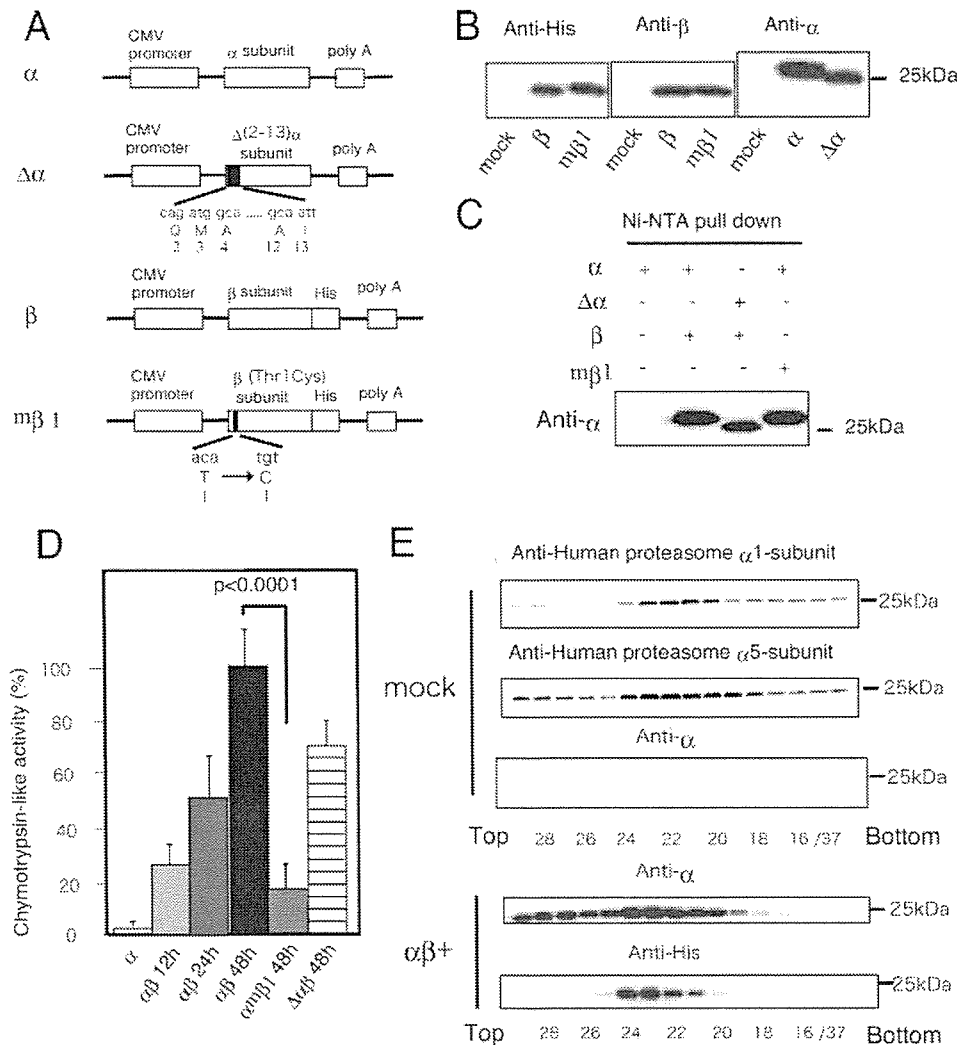 A
CMV promoter
α subunit
poly A
α
CMV promoter
Δ(2-13)α subunit
poly A
Δα
cag atg gca ..... gca att
Q M A A I
2 3 4 12 13
CMV promoter
β subunit
His
poly A
β
CMV promoter
β (Thr1Cys) subunit
His
poly A
mβ 1
aca tgt
T → C
1 1
B
Anti-His
Anti-β
Anti-α
25kDa
mock β mβ1
mock β mβ1
mock α Δα
C
Ni-NTA pull down
α + + - +
Δα - - + -
β - + + -
mβ1 - - - +
Anti-α
25kDa
D
p<0.0001
Chymotrypsin-like activity (%)
100
80
60
40
20
0
α
αβ 12h
αβ 24h
αβ 48h
αmβ1 48h
Δαβ 48h
E
Anti-Human proteasome α1-subunit
25kDa
Anti-Human proteasome α5-subunit
25kDa
mock
Anti-α
25kDa
Top 28 26 24 22 20 18 16 /37 Bottom
Anti-α
25kDa
αβ+
Anti-His
25kDa
Top 28 26 24 22 20 18 16 /37 Bottom